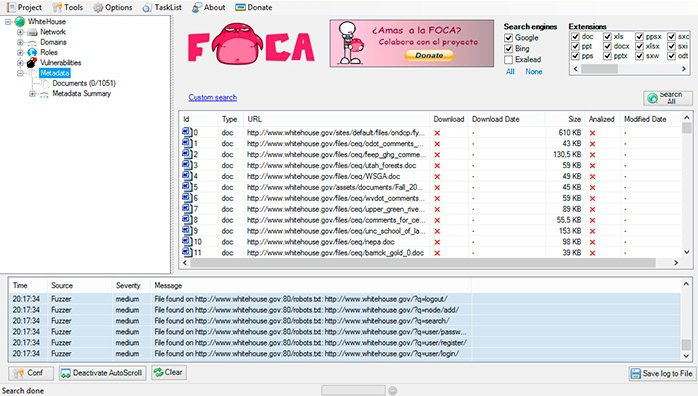 Project Tools Options TaskList About Donate
WhiteHouse
Network
Domains
Roles
Vulnerabilities
Metadata
Documents (0/1051)
Metadata Summary
FOCA
¿Amas a la FOCA?
Colabora con el proyecto
Donate
Search engines
Google
Bing
Exalead
All None
Extensions
doc xls ppsx sxc
ppt docx xlsx sxi
pps pptx sxw odt
Custom search
Search All
Id Type URL Download Download Date Size Analized Modified Date
0 doc http://www.whitehouse.gov/sites/default/files/ondcp.fy... × - 610 KB × -
1 doc http://www.whitehouse.gov/files/ceq/odot_comments_... × - 43 KB × -
2 doc http://www.whitehouse.gov/files/ceq/feep_ghg_comme... × - 130,5 KB × -
3 doc http://www.whitehouse.gov/files/ceq/utah_forests.doc × - 59 KB × -
4 doc http://www.whitehouse.gov/files/ceq/WSGA.doc × - 49 KB × -
5 doc http://www.whitehouse.gov/assets/documents/Fall_20... × - 45 KB × -
6 doc http://www.whitehouse.gov/files/ceq/wvdot_comments... × - 59 KB × -
7 doc http://www.whitehouse.gov/files/ceq/upper_green_rive... × - 89 KB × -
8 doc http://www.whitehouse.gov/files/ceq/comments_for_ce... × - 55,5 KB × -
9 doc http://www.whitehouse.gov/files/ceq/unc_school_of_la... × - 153 KB × -
10 doc http://www.whitehouse.gov/files/ceq/nepa.doc × - 98 KB × -
11 doc http://www.whitehouse.gov/files/ceq/barrick_gold_0.doc × - 39 KB × -
Time Source Severity Message
20:17:34 Fuzzer medium File found on http://www.whitehouse.gov:80/robots.txt: http://www.whitehouse.gov/?q=logout/
20:17:34 Fuzzer medium File found on http://www.whitehouse.gov:80/robots.txt: http://www.whitehouse.gov/?q=node/add/
20:17:34 Fuzzer medium File found on http://www.whitehouse.gov:80/robots.txt: http://www.whitehouse.gov/?q=search/
20:17:34 Fuzzer medium File found on http://www.whitehouse.gov:80/robots.txt: http://www.whitehouse.gov/?q=user/passw...
20:17:34 Fuzzer medium File found on http://www.whitehouse.gov:80/robots.txt: http://www.whitehouse.gov/?q=user/register/
20:17:34 Fuzzer medium File found on http://www.whitehouse.gov:80/robots.txt: http://www.whitehouse.gov/?q=user/login/
Conf Deactivate AutoScroll Clear Save log to File
Search done